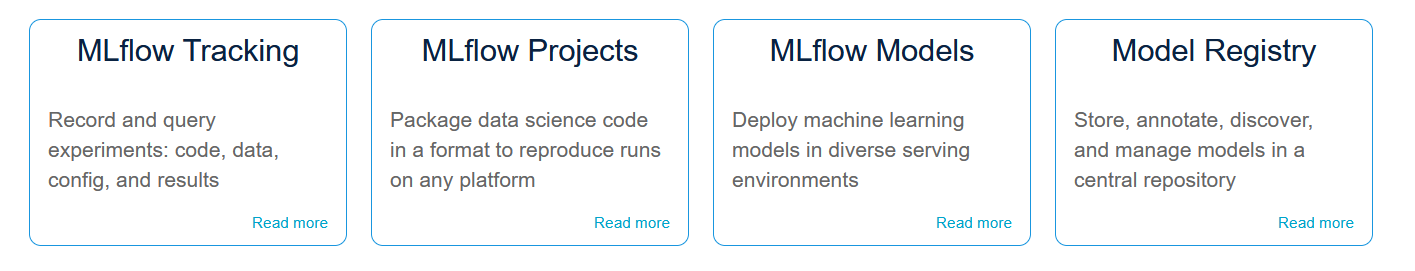 MLflow Tracking
Record and query
experiments: code, data,
config, and results
Read more
MLflow Projects
Package data science code
in a format to reproduce runs
on any platform
Read more
MLflow Models
Deploy machine learning
models in diverse serving
environments
Read more
Model Registry
Store, annotate, discover,
and manage models in a
central repository
Read more